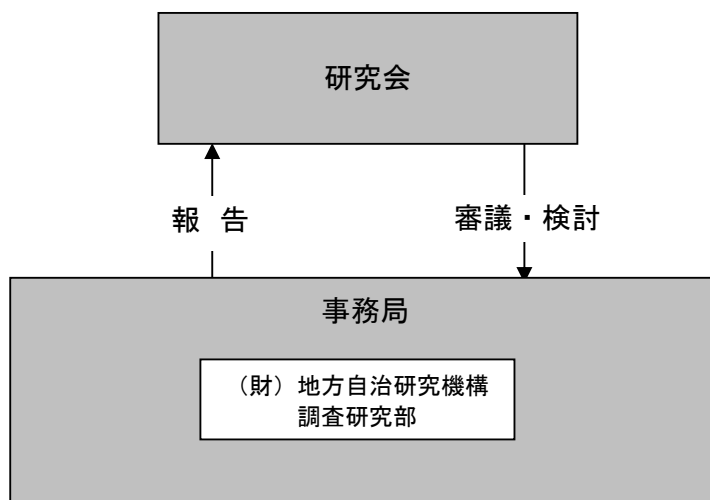 研究会
報 告
審議・検討
事務局
(財)地方自治研究機構
調査研究部